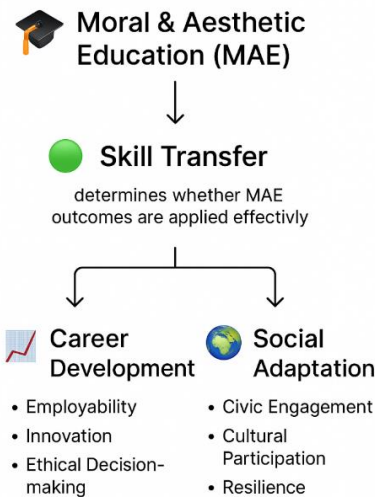 Moral & Aesthetic
Education (MAE)
Skill Transfer
determines whether MAE
outcomes are applied effectivly
Career
Development
• Employability
• Innovation
• Ethical Decision-
making
Social
Adaptation
• Civic Engagement
• Cultural
Participation
• Resilience